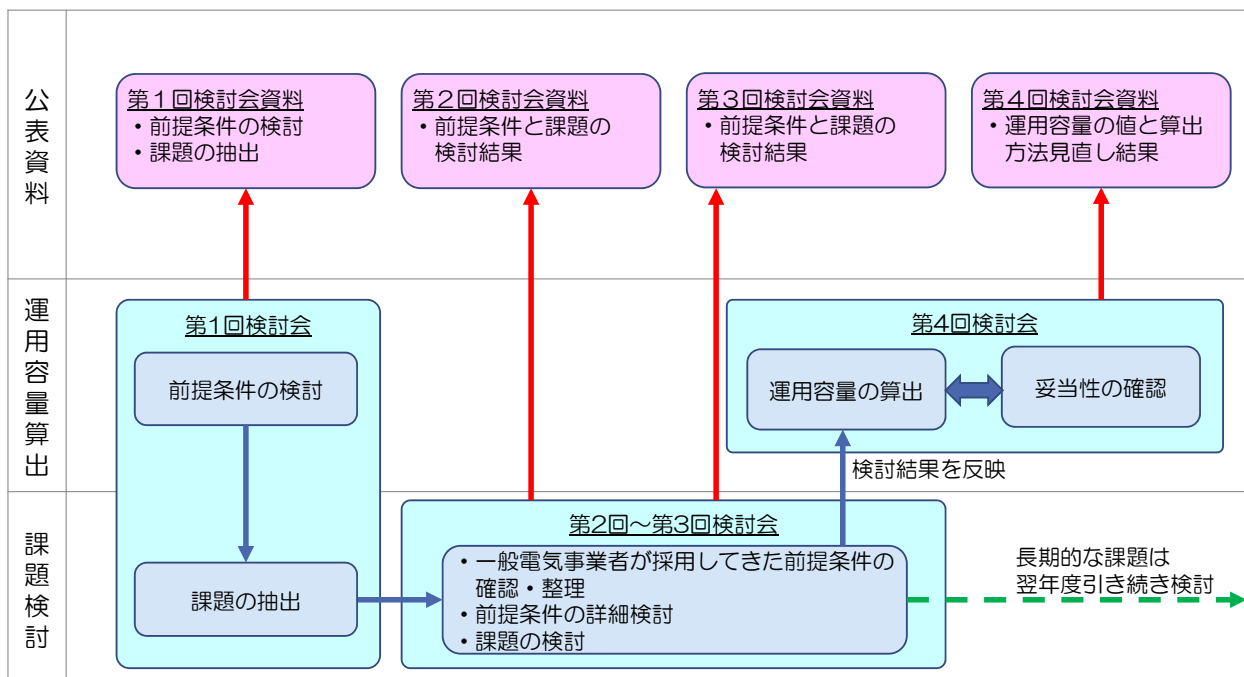 公表資料
第１回検討会資料
・前提条件の検討
・課題の抽出
第２回検討会資料
・前提条件と課題の
検討結果
第３回検討会資料
・前提条件と課題の
検討結果
第４回検討会資料
・運用容量の値と算出
方法見直し結果
運用容量算出
第1回検討会
前提条件の検討
第4回検討会
運用容量の算出
妥当性の確認
検討結果を反映
課題検討
課題の抽出
第2回～第3回検討会
・一般電気事業者が採用してきた前提条件の
確認・整理
・前提条件の詳細検討
・課題の検討
長期的な課題は
翌年度引き続き検討